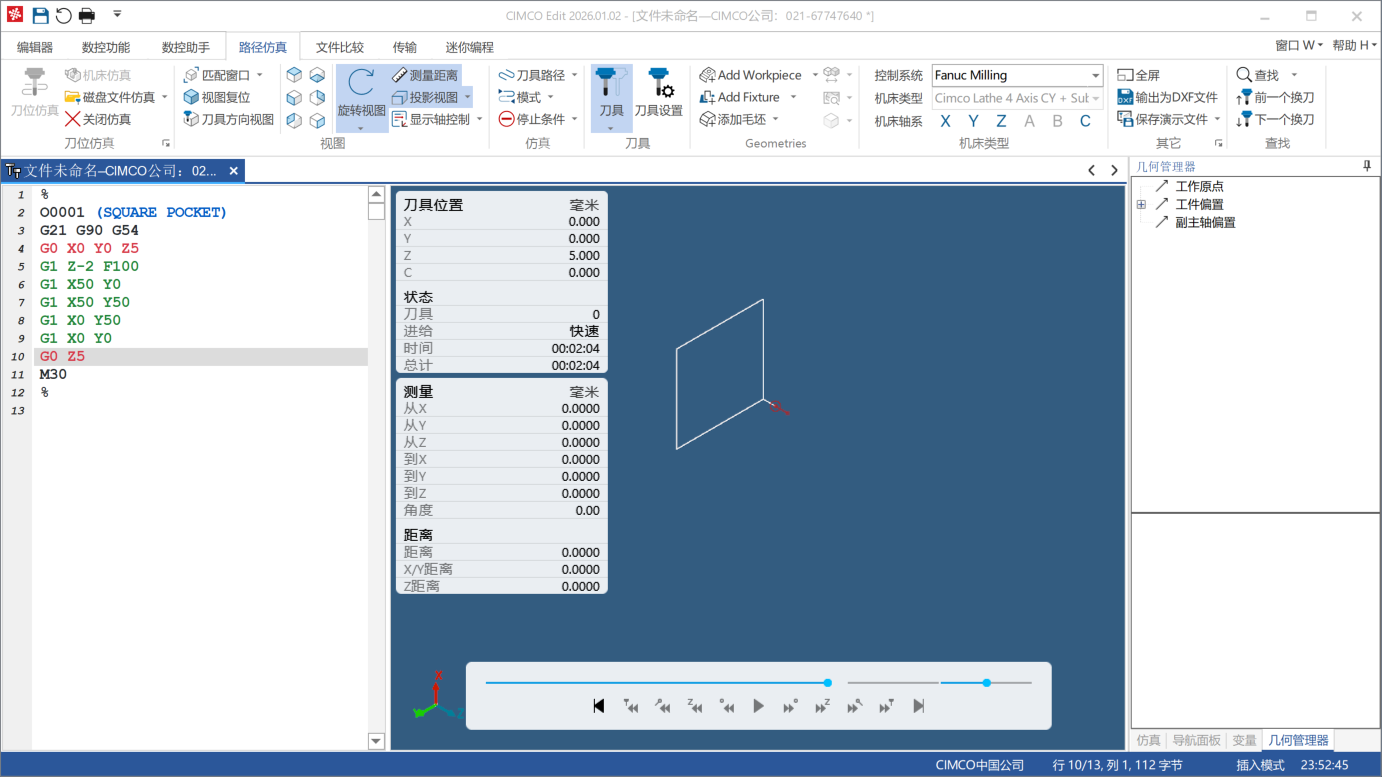 CIMCO Edit 2026.01.02 - [文件未命名—CIMCO公司：021-67747640 *]
编辑器 数控功能 数控助手 路径仿真 文件比较 传输 迷你编程 窗口 W 帮助 H
刀位仿真
机床仿真
磁盘文件仿真
关闭仿真
刀位仿真
匹配窗口
视图复位
刀具方向视图
旋转视图
测量距离
投影视图
显示轴控制
视图
刀具路径
模式
停止条件
仿真
刀具
刀具设置
刀具
Add Workpiece
Add Fixture
添加毛坯
Geometries
控制系统 Fanuc Milling
机床类型 Cimco Lathe 4 Axis CY + Sub
机床轴系 X Y Z A B C
机床类型
全屏
DXF 输出为DXF文件
保存演示文件
其它
查找
前一个换刀
下一个换刀
查找
文件未命名—CIMCO公司：02...
1 %
2 O0001 (SQUARE POCKET)
3 G21 G90 G54
4 G0 X0 Y0 Z5
5 G1 Z-2 F100
6 G1 X50 Y0
7 G1 X50 Y50
8 G1 X0 Y50
9 G1 X0 Y0
10 G0 Z5
11 M30
12 %
13
刀具位置 毫米
X 0.000
Y 0.000
Z 5.000
C 0.000
状态
刀具 0
进给 快速
时间 00:02:04
总计 00:02:04
测量 毫米
从X 0.0000
从Y 0.0000
从Z 0.0000
到X 0.0000
到Y 0.0000
到Z 0.0000
角度 0.00
距离
距离 0.0000
X/Y距离 0.0000
Z距离 0.0000
X
Y
Z
几何管理器
工作原点
工件偏置
副主轴偏置
仿真 导航面板 变量 几何管理器
CIMCO中国公司 行 10/13, 列 1, 112 字节 插入模式 23:52:45